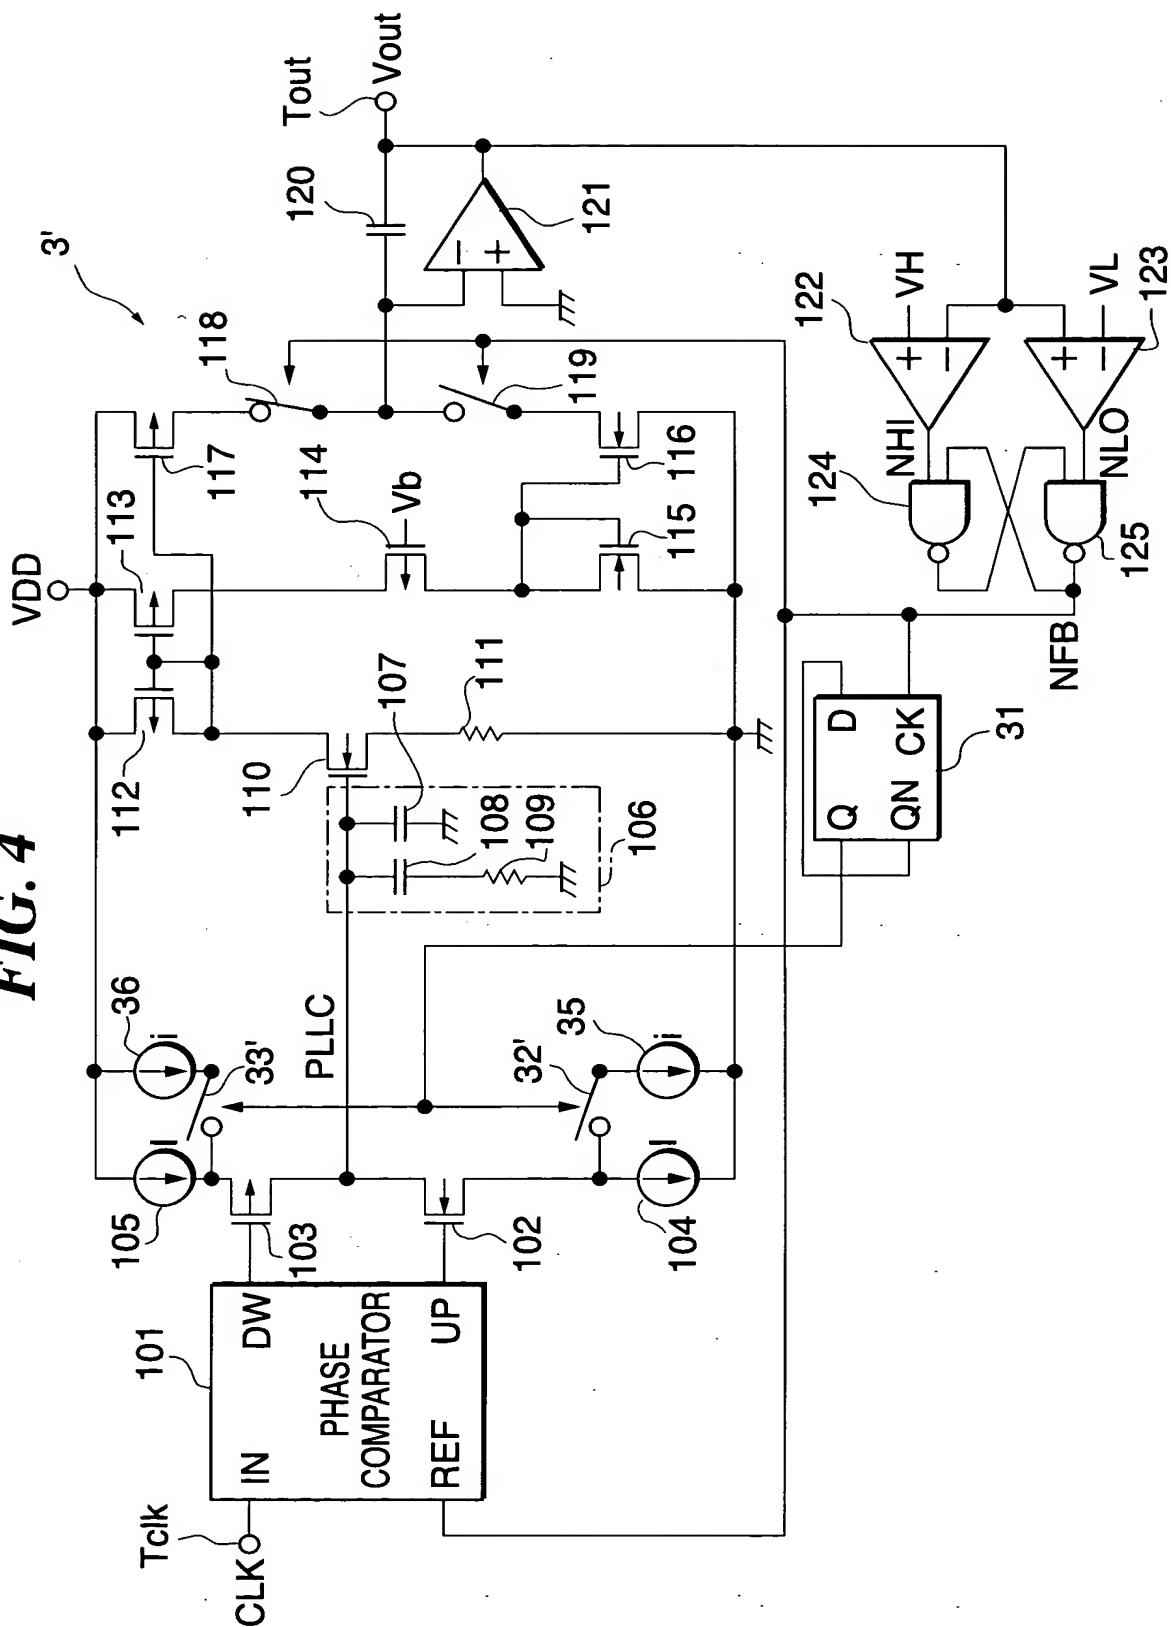 FIG. 4
3'
VDD
Tout
Vout
120
121
118
119
117
113
114
Vb
116
115
112
110
111
107
108
109
106
36
i
33'
105
I
103
PLLC
32'
35
i
104
I
102
101
Tclk
CLK
IN
DW
PHASE
COMPARATOR
REF
UP
Q
D
QN
CK
31
NFB
124
NHI
122
VH
+
−
+
−
VL
123
NLO
125
−
+